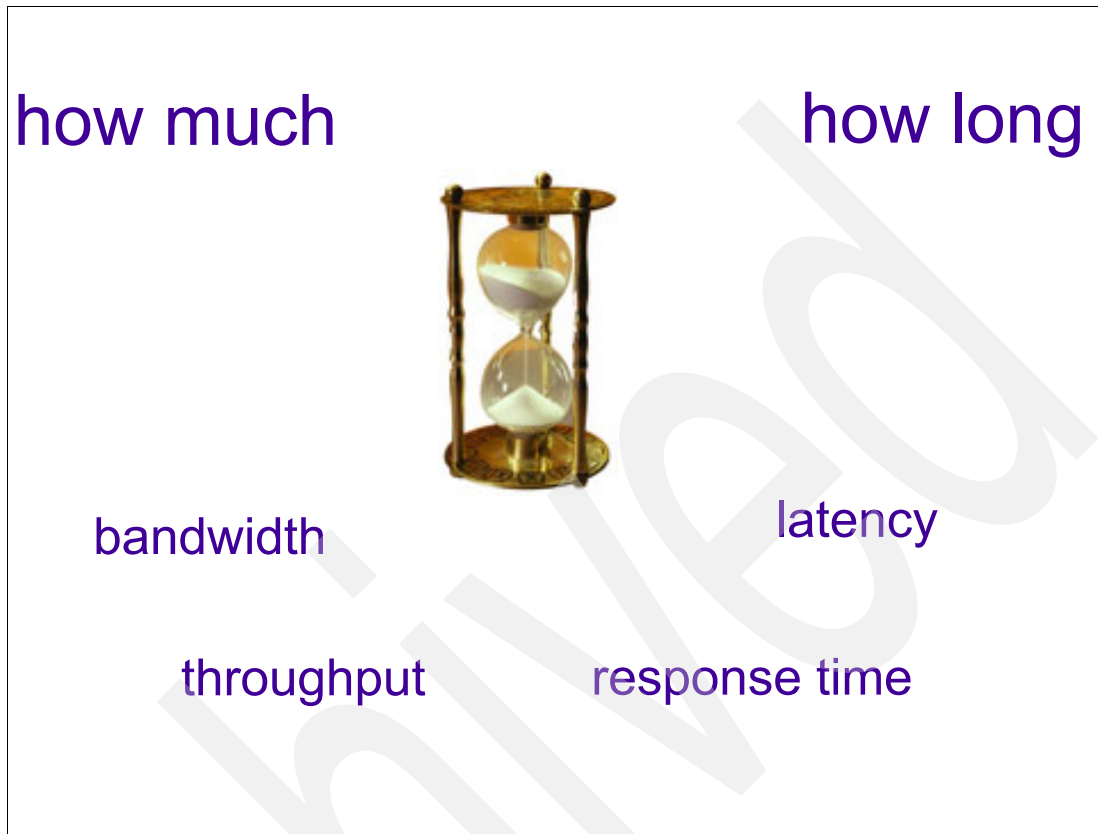 how much
how long
bandwidth
latency
throughput
response time
hived